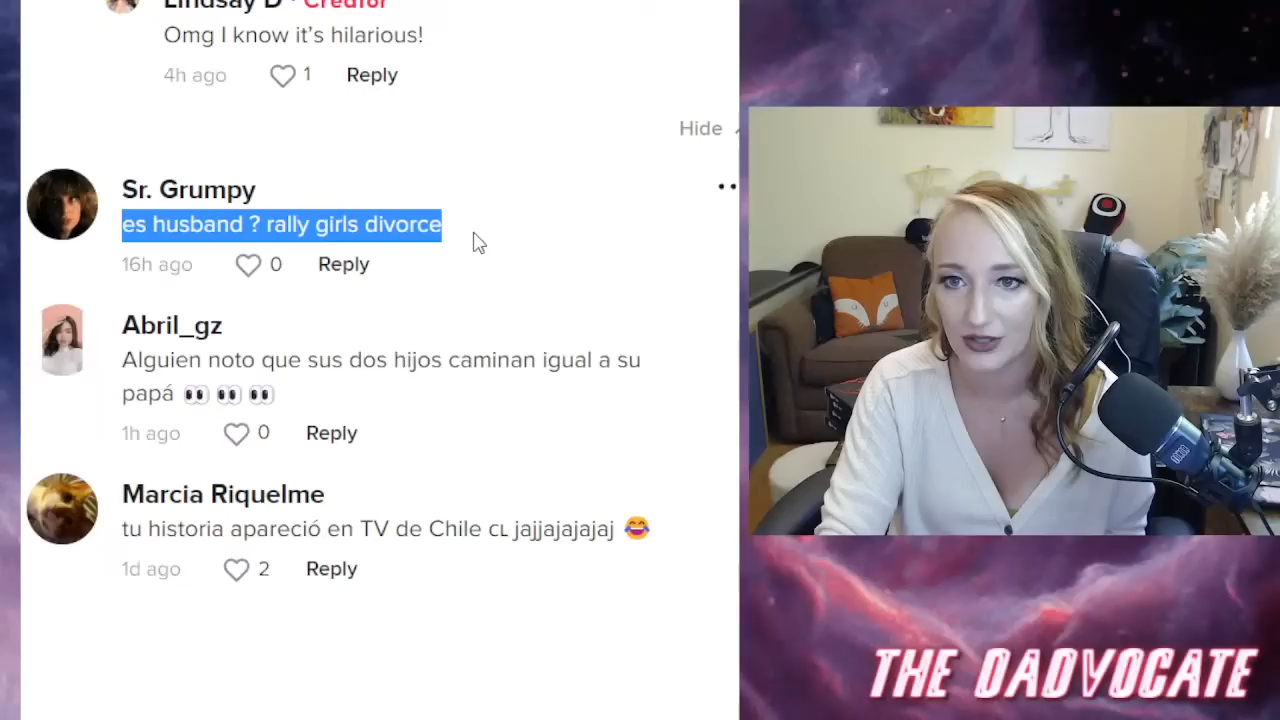 Lindsay D · Creator
Omg I know it's hilarious!
4h ago 1 Reply
Hide
Sr. Grumpy
es husband ? rally girls divorce
16h ago 0 Reply
Abril_gz
Alguien noto que sus dos hijos caminan igual a su
papá 👀 👀 👀
1h ago 0 Reply
Marcia Riquelme
tu historia apareció en TV de Chile CL jajjajajajaj 😂
1d ago 2 Reply
THE DADVOCATE